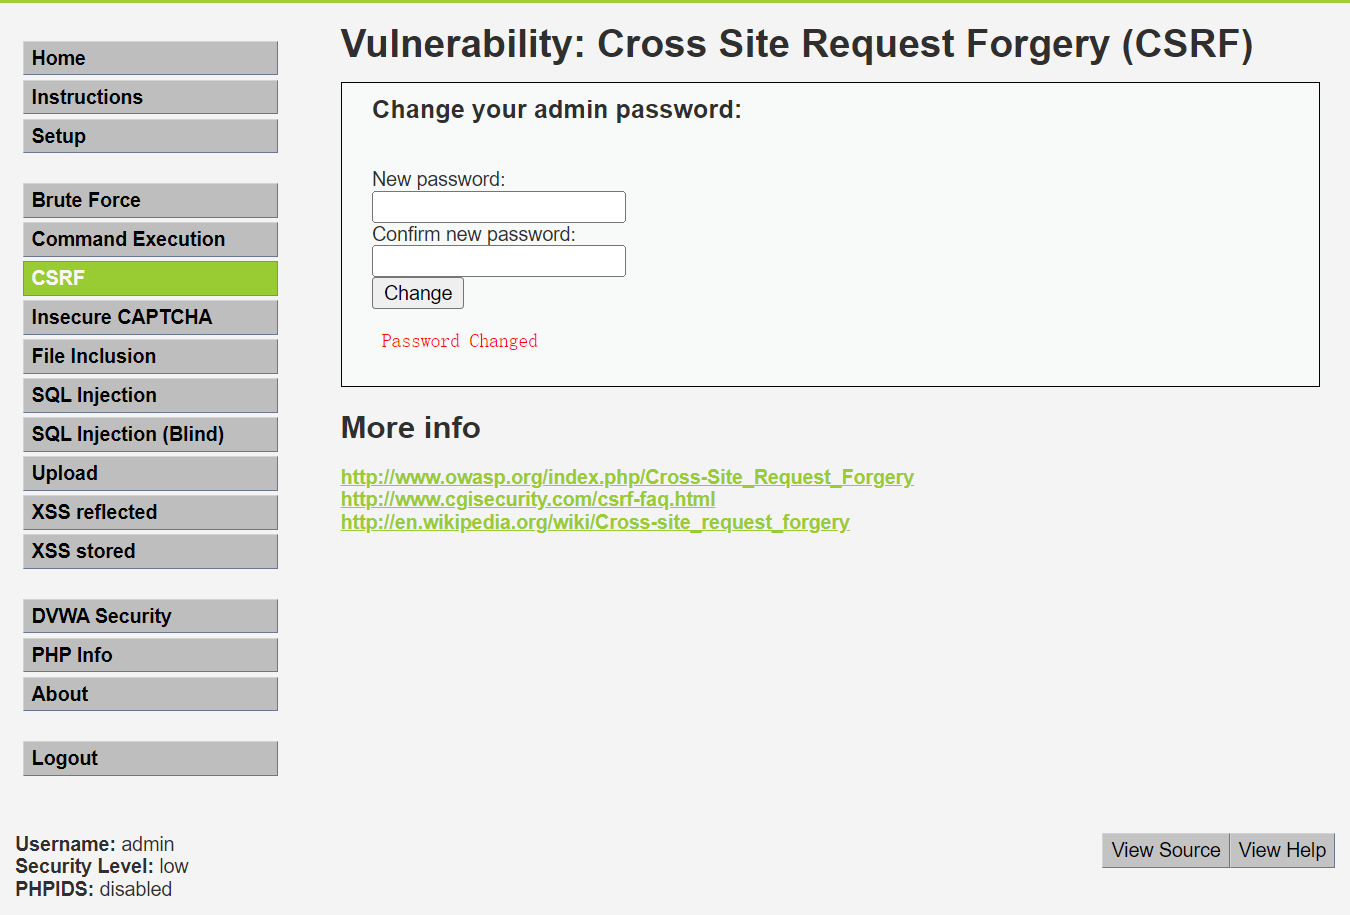 Home
Instructions
Setup
Brute Force
Command Execution
CSRF
Insecure CAPTCHA
File Inclusion
SQL Injection
SQL Injection (Blind)
Upload
XSS reflected
XSS stored
DVWA Security
PHP Info
About
Logout
Vulnerability: Cross Site Request Forgery (CSRF)
Change your admin password:
New password:
Confirm new password:
Change
Password Changed
More info
http://www.owasp.org/index.php/Cross-Site_Request_Forgery
http://www.cgisecurity.com/csrf-faq.html
http://en.wikipedia.org/wiki/Cross-site_request_forgery
Username: admin
Security Level: low
PHPIDS: disabled
View Source
View Help